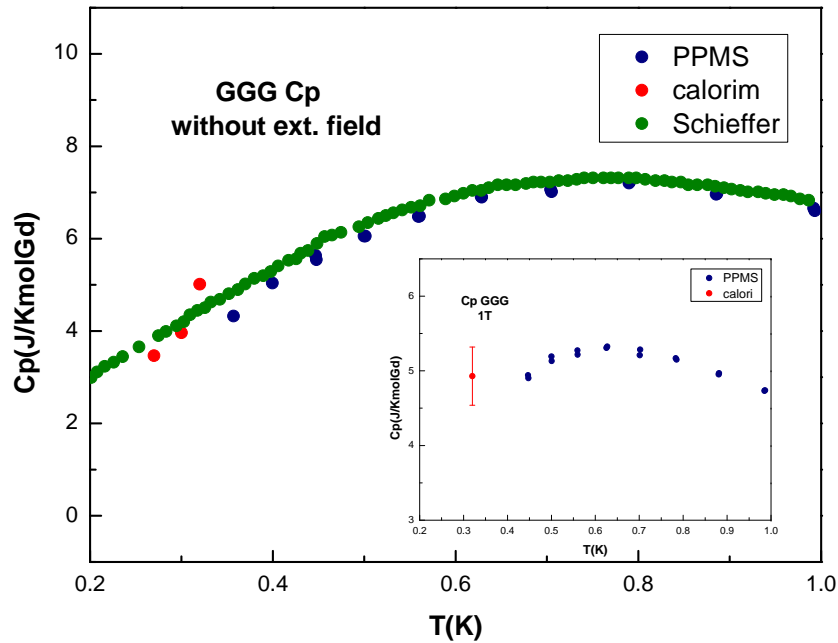 10
8
6
4
2
0
Cp(J/KmolGd)
0.2
0.4
0.6
0.8
1.0
T(K)
GGG Cp
without ext. field
PPMS
calorim
Schieffer
6
5
4
3
Cp(J/KmolGd)
0.2
0.3
0.4
0.5
0.6
0.7
0.8
0.9
1.0
T(K)
Cp GGG
1T
PPMS
calori